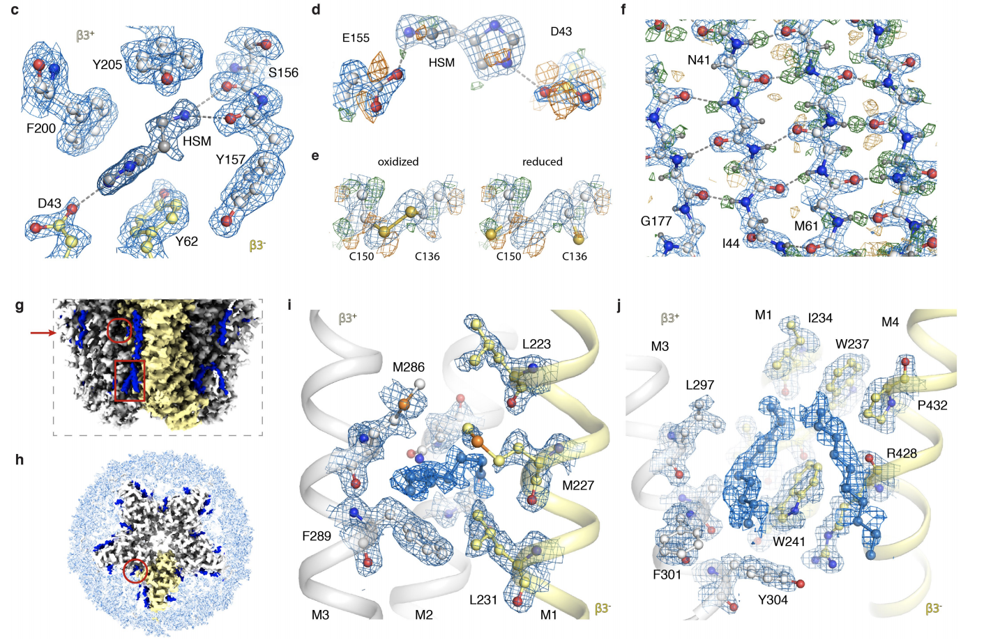 c
β3+
Y205
S156
F200
HSM
Y157
D43
Y62
β3-
d
E155
HSM
D43
e
oxidized
reduced
C150
C136
C150
C136
f
N41
G177
M61
I44
g
h
i
β3+
L223
M286
M227
F289
L231
M3
M2
M1
β3-
j
β3+
M1
I234
M4
M3
W237
L297
P432
R428
W241
F301
Y304
β3-